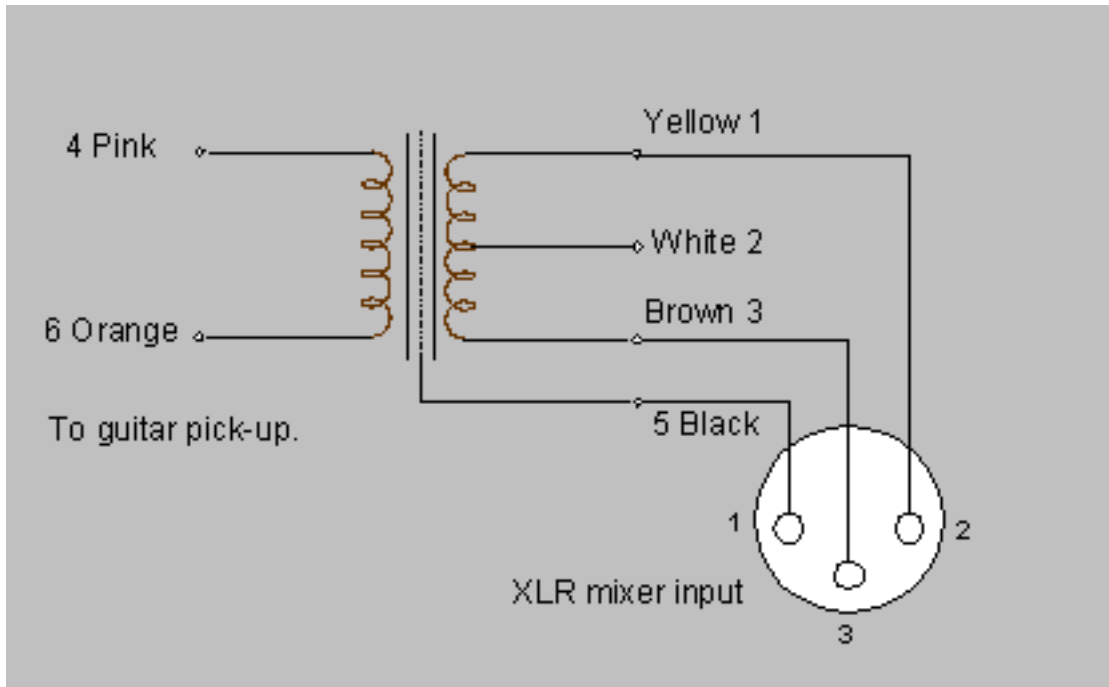 Yellow 1
4 Pink
White 2
Brown 3
6 Orange
5 Black
To guitar pick-up.
1
2
XLR mixer input
3